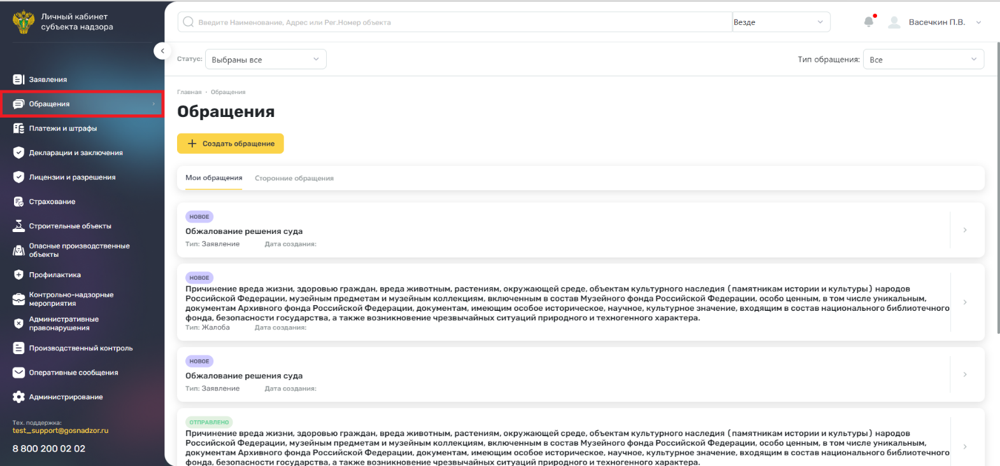 Личный кабинет
субъекта надзора
Заявления
Обращения
Платежи и штрафы
Декларации и заключения
Лицензии и разрешения
Страхование
Строительные объекты
Опасные производственные
объекты
Профилактика
Контрольно-надзорные
мероприятия
Административные
правонарушения
Производственный контроль
Оперативные сообщения
Администрирование
Тех. поддержка:
test_support@gosnadzor.ru
8 800 200 02 02
Введите Наименование, Адрес или Рег.Номер объекта
Везде
Васечкин П.В.
Статус: Выбраны все
Тип обращения: Все
Главная · Обращения
Обращения
+ Создать обращение
Мои обращения Сторонние обращения
НОВОЕ
Обжалование решения суда
Тип: Заявление Дата создания:
НОВОЕ
Причинение вреда жизни, здоровью граждан, вреда животным, растениям, окружающей среде, объектам культурного наследия (памятникам истории и культуры) народов
Российской Федерации, музейным предметам и музейным коллекциям, включенным в состав Музейного фонда Российской Федерации, особо ценным, в том числе уникальным,
документам Архивного фонда Российской Федерации, документам, имеющим особое историческое, научное, культурное значение, входящим в состав национального библиотечного
фонда, безопасности государства, а также возникновение чрезвычайных ситуаций природного и техногенного характера.
Тип: Жалоба Дата создания:
НОВОЕ
Обжалование решения суда
Тип: Заявление Дата создания:
ОТПРАВЛЕНО
Причинение вреда жизни, здоровью граждан, вреда животным, растениям, окружающей среде, объектам культурного наследия (памятникам истории и культуры) народов
Российской Федерации, музейным предметам и музейным коллекциям, включенным в состав Музейного фонда Российской Федерации, особо ценным, в том числе уникальным,
документам Архивного фонда Российской Федерации, документам, имеющим особое историческое, научное, культурное значение, входящим в состав национального библиотечного
фонда, безопасности государства, а также возникновение чрезвычайных ситуаций природного и техногенного характера.